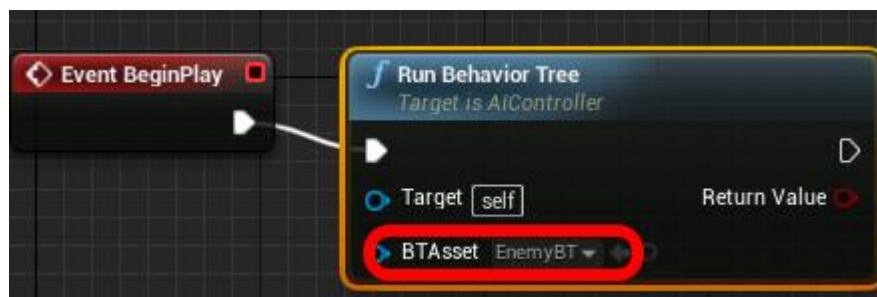 Event BeginPlay
f Run Behavior Tree
Target is AIController
Target self
Return Value
BTAsset EnemyBT